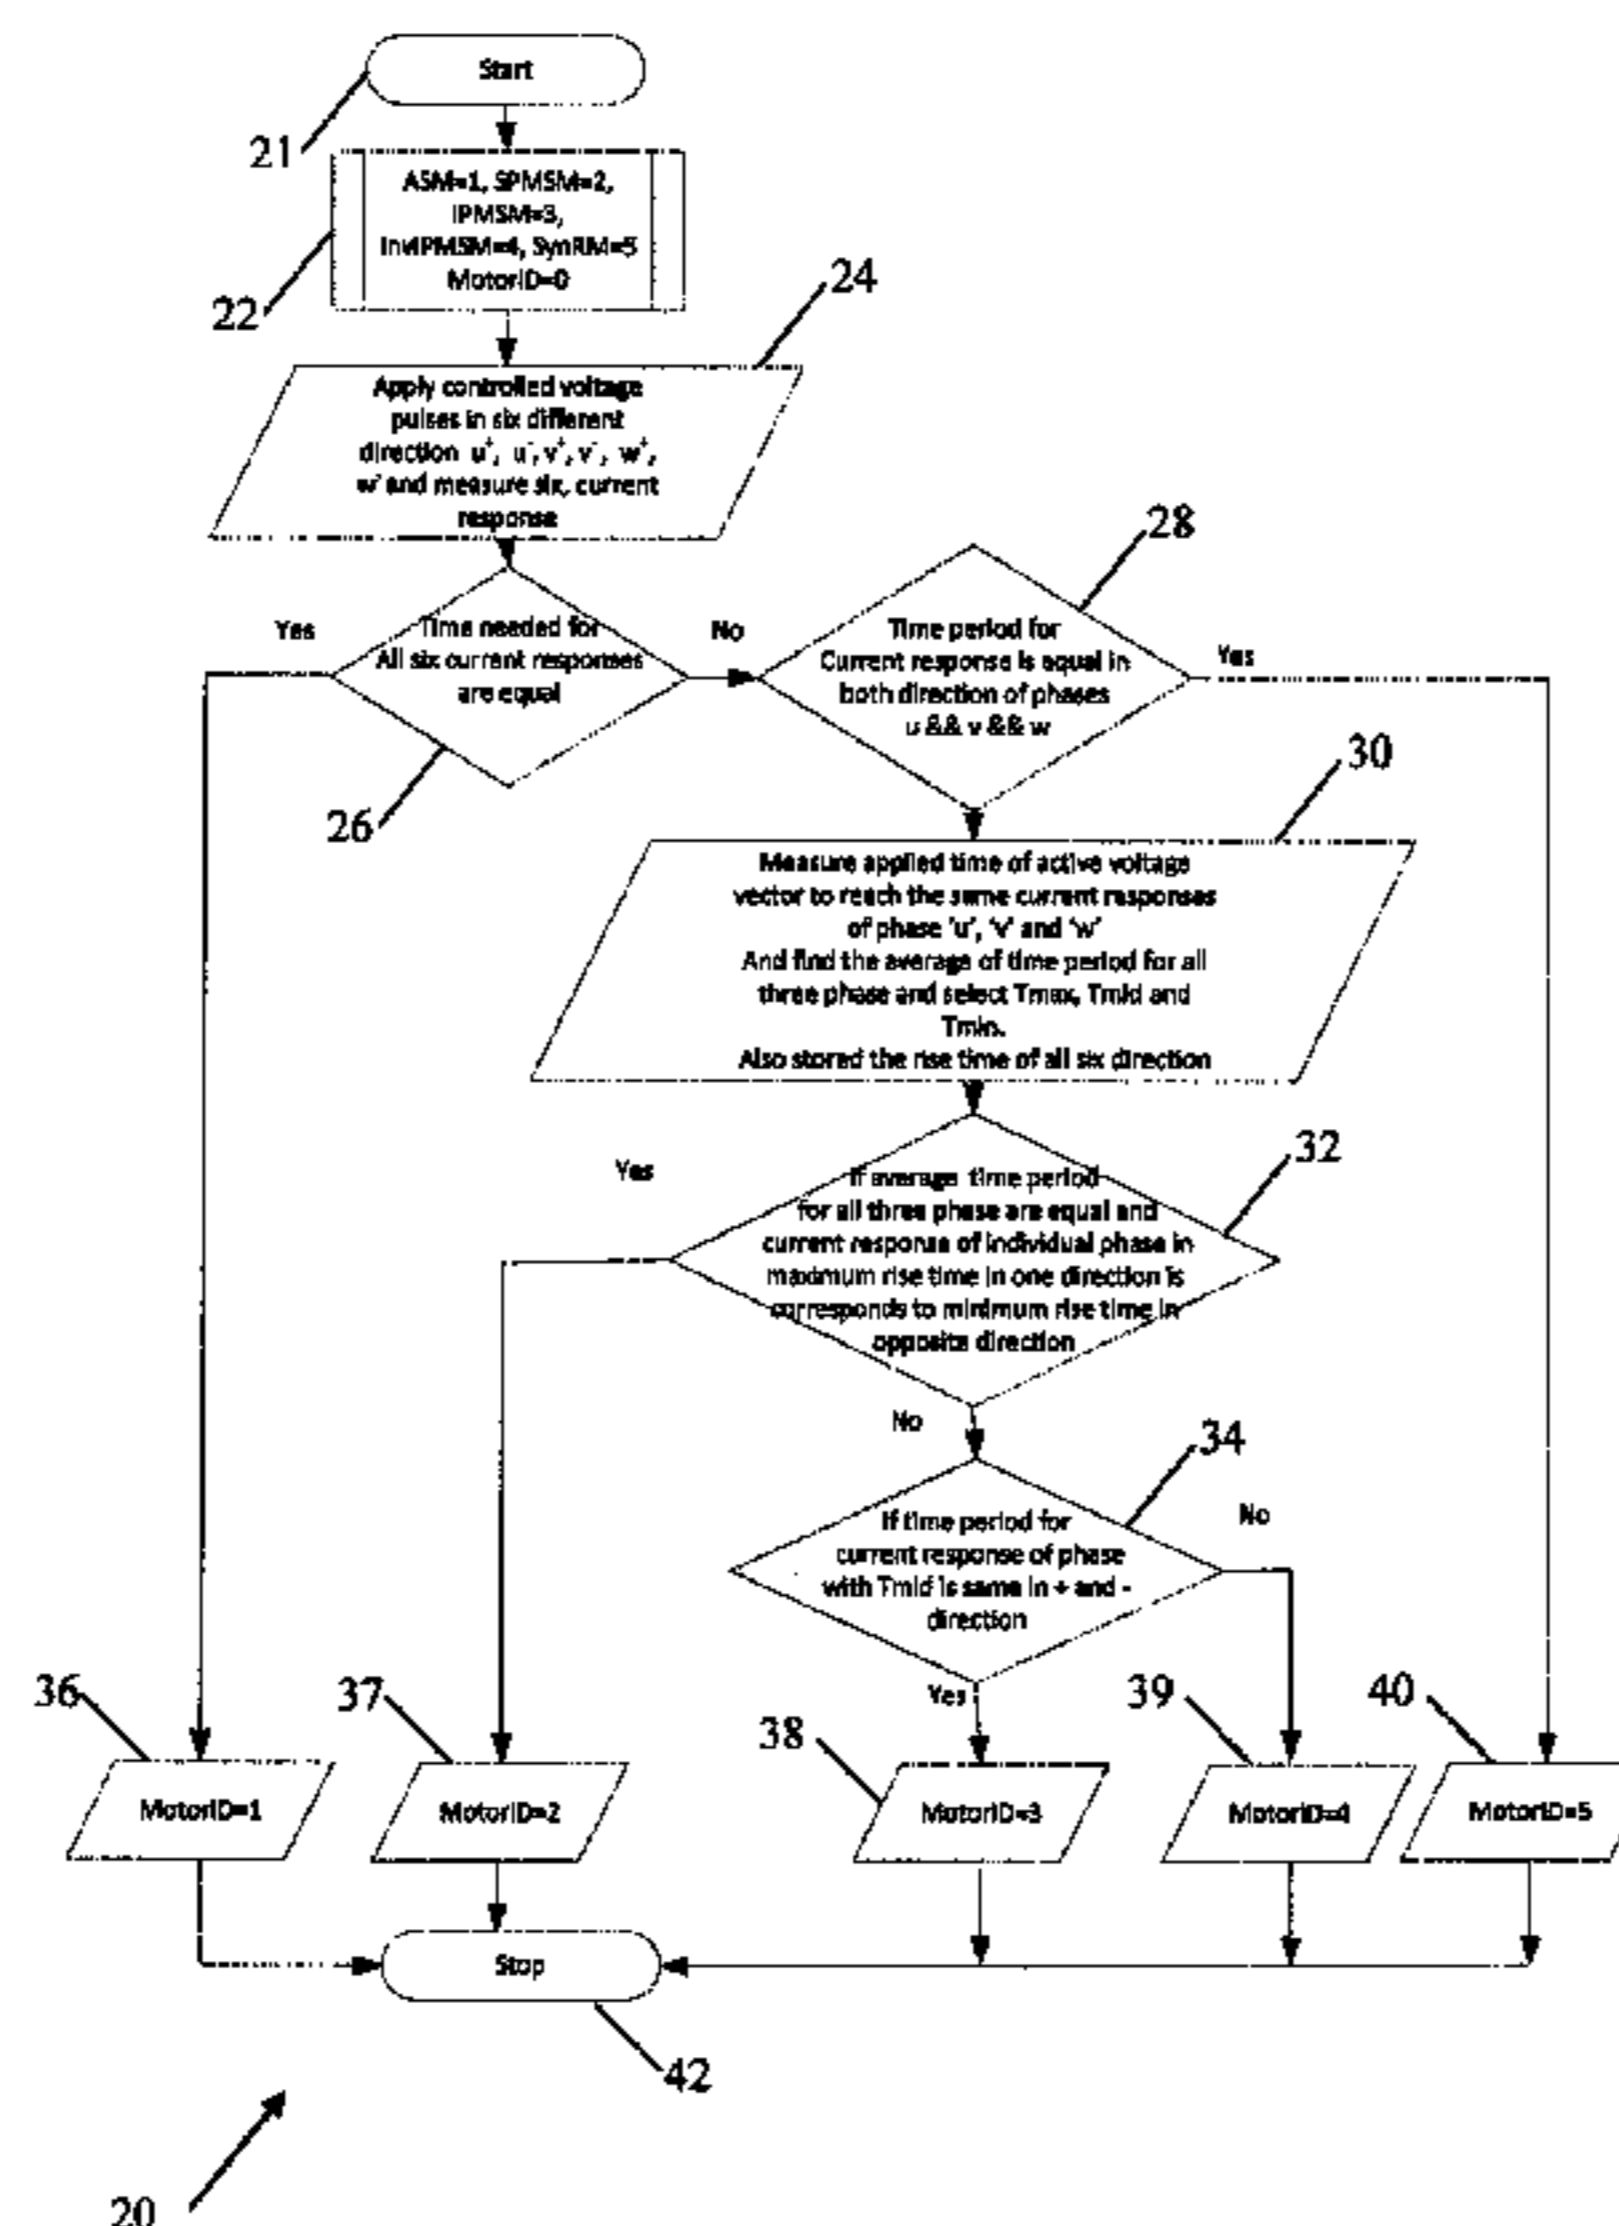 Start
21
ASM=1, SPMSM=2,
IPMSM=3,
InvIPMSM=4, SynRM=5
MotorID=0
22
24
Apply controlled voltage
pulses in six different
direction u⁺, u⁻, v⁺, v⁻, w⁺,
w⁻ and measure six, current
response
28
Yes
Time needed for
All six current responses
are equal
No
Time period for
Current response is equal in
both direction of phases
u && v && w
Yes
26
30
Measure applied time of active voltage
vector to reach the same current responses
of phase 'u', 'v' and 'w'
And find the average of time period for all
three phase and select Tmax, Tmid and
Tmin.
Also stored the rise time of all six direction
32
Yes
If average time period
for all three phase are equal and
current response of individual phase in
maximum rise time in one direction is
corresponds to minimum rise time in
opposite direction
No
34
If time period for
current response of phase
with Tmid is same in + and -
direction
No
Yes
36
37
38
39
40
MotorID=1
MotorID=2
MotorID=3
MotorID=4
MotorID=5
Stop
42
20